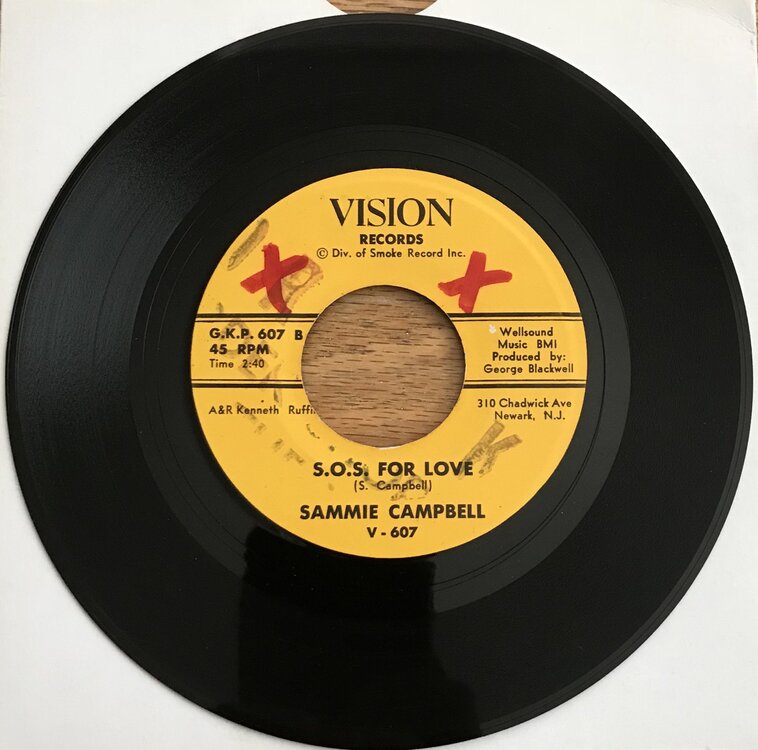 VISION
RECORDS
© Div. of Smoke Record Inc.
G.K.P. 607 B
45 RPM
Time 2:40
Wellsound
Music BMI
Produced by:
George Blackwell
A&R Kenneth Ruffi
310 Chadwick Ave
Newark, N.J.
S.O.S. FOR LOVE
(S. Campbell)
SAMMIE CAMPBELL
V - 607